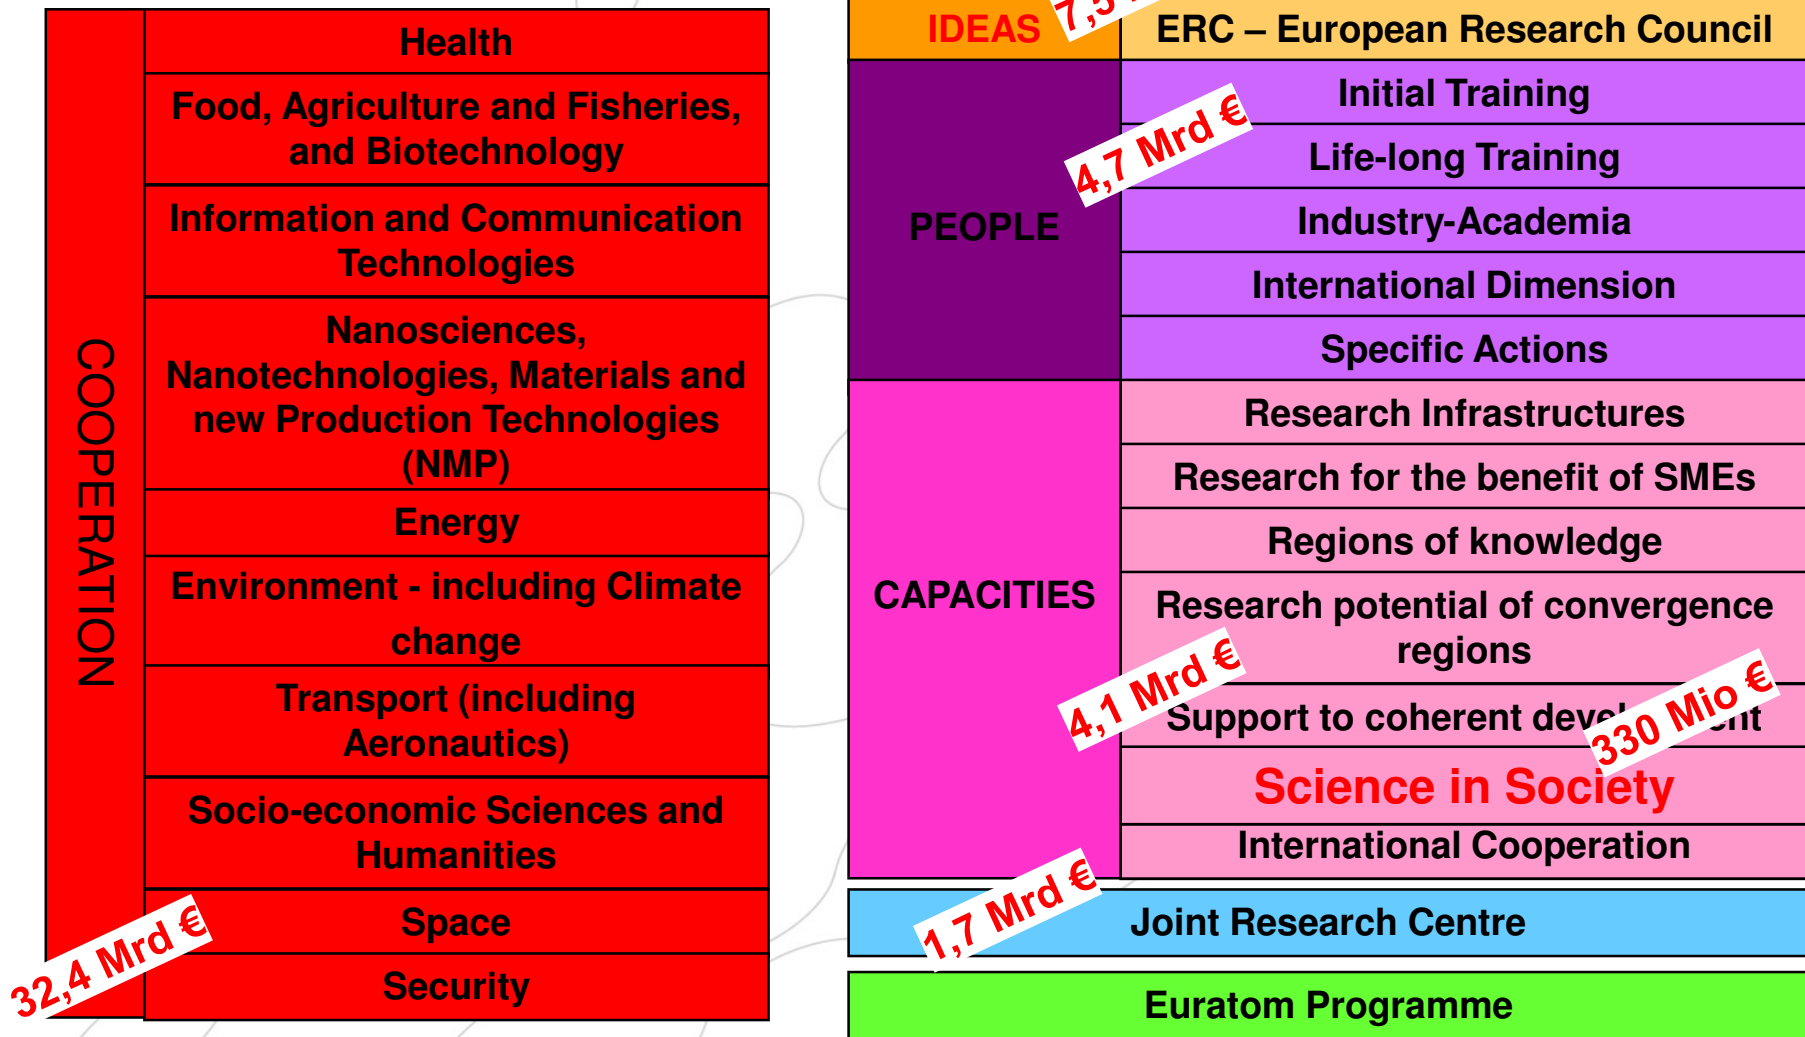 COOPERATION
Health
Food, Agriculture and Fisheries,
and Biotechnology
Information and Communication
Technologies
Nanosciences,
Nanotechnologies, Materials and
new Production Technologies
(NMP)
Energy
Environment - including Climate
change
Transport (including
Aeronautics)
Socio-economic Sciences and
Humanities
Space
Security
32,4 Mrd €
IDEAS
7,5
ERC – European Research Council
PEOPLE
4,7 Mrd €
Initial Training
Life-long Training
Industry-Academia
International Dimension
Specific Actions
CAPACITIES
Research Infrastructures
Research for the benefit of SMEs
Regions of knowledge
Research potential of convergence
regions
4,1 Mrd €
Support to coherent
330 Mio €
Science in Society
International Cooperation
1,7 Mrd €
Joint Research Centre
Euratom Programme